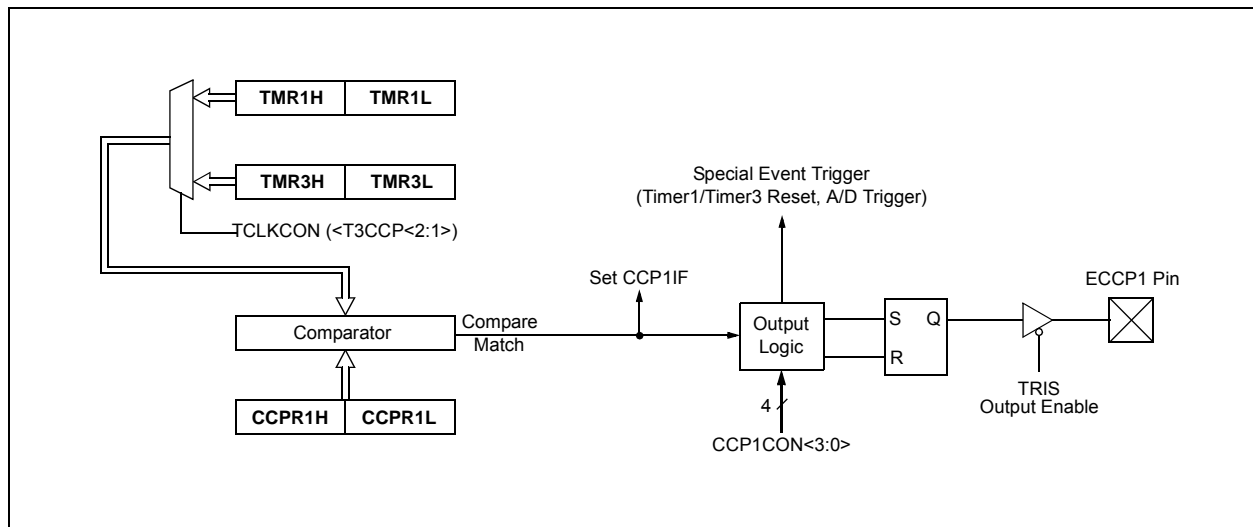 TMR1H TMR1L
TMR3H TMR3L
TCLKCON (<T3CCP<2:1>)
Special Event Trigger
(Timer1/Timer3 Reset, A/D Trigger)
Set CCP1IF
ECCP1 Pin
Comparator
Compare
Match
Output
Logic
S Q
R
TRIS
Output Enable
4
CCPR1H CCPR1L
CCP1CON<3:0>